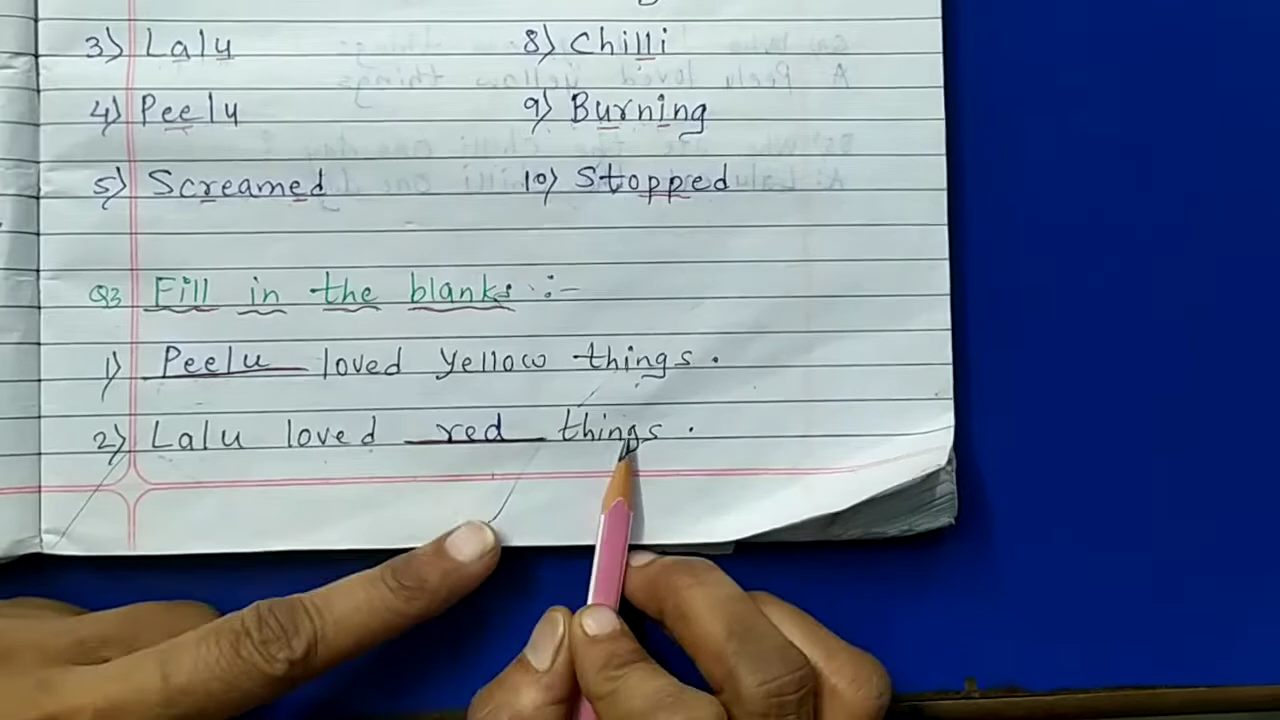 3) Lalu 8) Chilli
4) Peely 9) Burning
5) Screamed 10) Stopped
Q3 Fill in the blanks :-
1) Peelu loved yellow things.
2) Lalu loved red things.